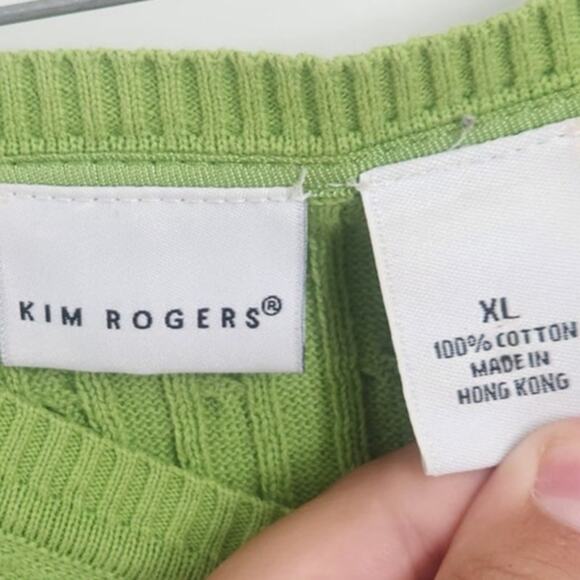 KIM ROGERS®
XL
100% COTTON
MADE IN
HONG KONG